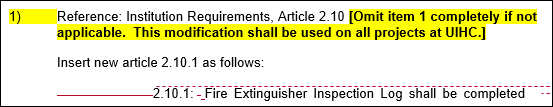 1) Reference: Institution Requirements, Article 2.10 [Omit item 1 completely if not
applicable. This modification shall be used on all projects at UIHC.]
Insert new article 2.10.1 as follows:
2.10.1: - Fire Extinguisher Inspection Log shall be completed